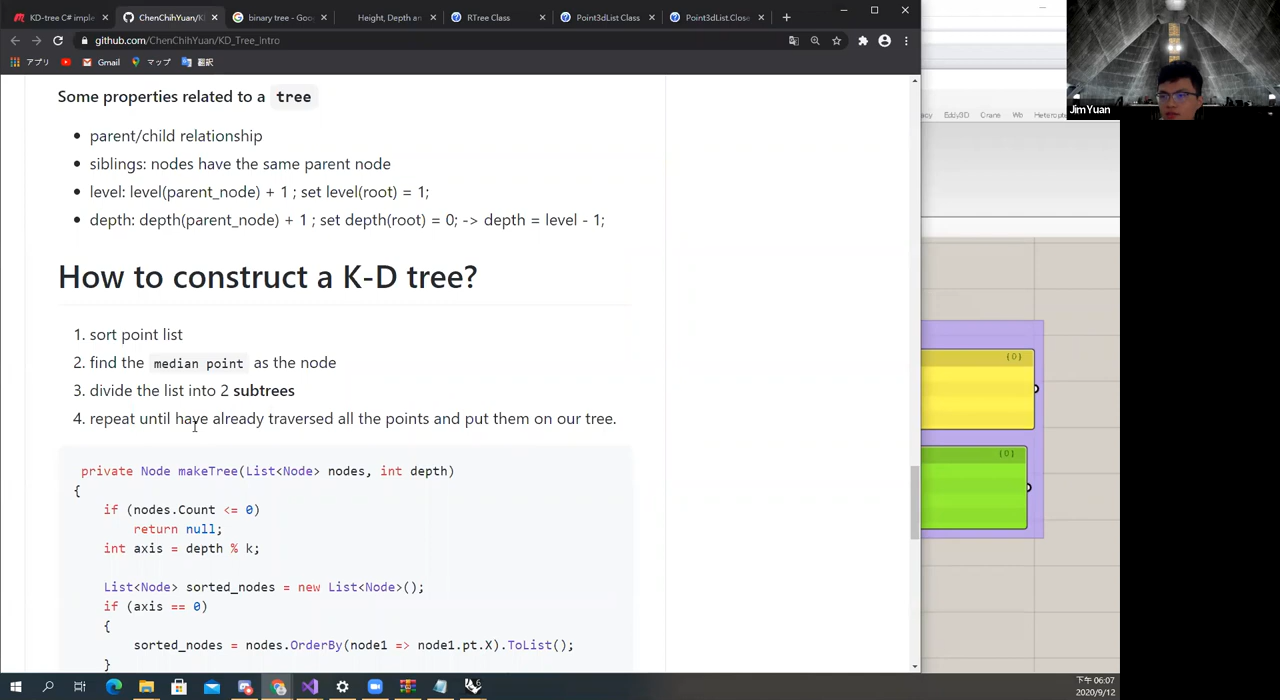 KD-tree C# imple
ChenChihYuan/K
binary tree - Goo
Height, Depth an
RTree Class
Point3dList Class
Point3dList.Close
github.com/ChenChihYuan/KD_Tree_Intro
アプリ
Gmail
マップ
翻訳
JimYuan
Eddy3D Crane Wb Heteropt
Some properties related to a tree
• parent/child relationship
• siblings: nodes have the same parent node
• level: level(parent_node) + 1 ; set level(root) = 1;
• depth: depth(parent_node) + 1 ; set depth(root) = 0; -> depth = level - 1;
How to construct a K-D tree?
1. sort point list
2. find the median point as the node
3. divide the list into 2 subtrees
4. repeat until have already traversed all the points and put them on our tree.
private Node makeTree(List<Node> nodes, int depth)
{
if (nodes.Count <= 0)
return null;
int axis = depth % k;
List<Node> sorted_nodes = new List<Node>();
if (axis == 0)
{
sorted_nodes = nodes.OrderBy(node1 => node1.pt.X).ToList();
}
{0}
{0}
下午 06:07
2020/9/12